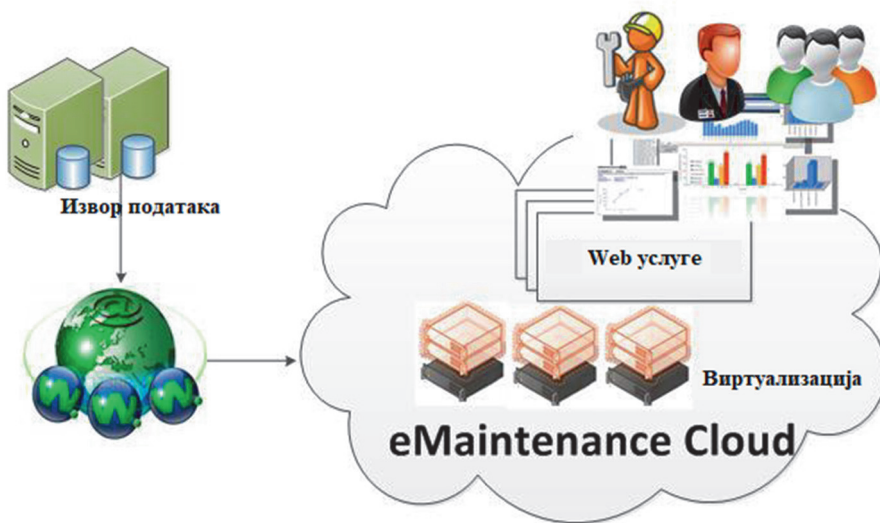 Извор података
Web услуге
Виртуализација
eMaintenance Cloud
@
W.W.W.